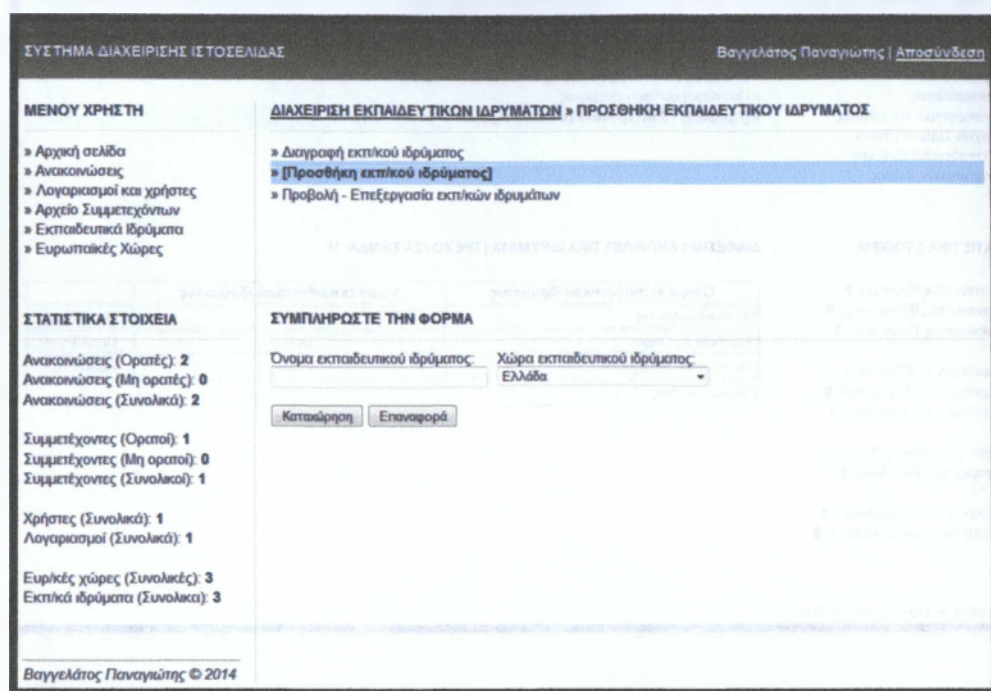 ΣΥΣΤΗΜΑ ΔΙΑΧΕΙΡΙΣΗΣ ΙΣΤΟΣΕΛΙΔΑΣ
Βαγγελάτος Παναγιώτης | Αποσύνδεση
ΜΕΝΟΥ ΧΡΗΣΤΗ
» Αρχική σελίδα
» Ανακοινώσεις
» Λογαριασμοί και χρήστες
» Αρχείο Συμμετεχόντων
» Εκπαιδευτικά Ιδρύματα
» Ευρωπαϊκές Χώρες
ΔΙΑΧΕΙΡΙΣΗ ΕΚΠΑΙΔΕΥΤΙΚΩΝ ΙΔΡΥΜΑΤΩΝ » ΠΡΟΣΘΗΚΗ ΕΚΠΑΙΔΕΥΤΙΚΟΥ ΙΔΡΥΜΑΤΟΣ
» Διαγραφή εκπ/κού ιδρύματος
» [Προσθήκη εκπ/κού ιδρύματος]
» Προβολή - Επεξεργασία εκπ/κών ιδρυμάτων
ΣΤΑΤΙΣΤΙΚΑ ΣΤΟΙΧΕΙΑ
Ανακοινώσεις (Ορατές): 2
Ανακοινώσεις (Μη ορατές): 0
Ανακοινώσεις (Συνολικά): 2
Συμμετέχοντες (Ορατοί): 1
Συμμετέχοντες (Μη ορατοί): 0
Συμμετέχοντες (Συνολικοί): 1
Χρήστες (Συνολικά): 1
Λογαριασμοί (Συνολικά): 1
Ευρ/κές χώρες (Συνολικές): 3
Εκπ/κά ιδρύματα (Συνολικα): 3
ΣΥΜΠΛΗΡΩΣΤΕ ΤΗΝ ΦΟΡΜΑ
Όνομα εκπαιδευτικού ιδρύματος: Χώρα εκπαιδευτικού ιδρύματος:
Ελλάδα
Καταχώρηση Επαναφορά
Βαγγελάτος Παναγιώτης © 2014